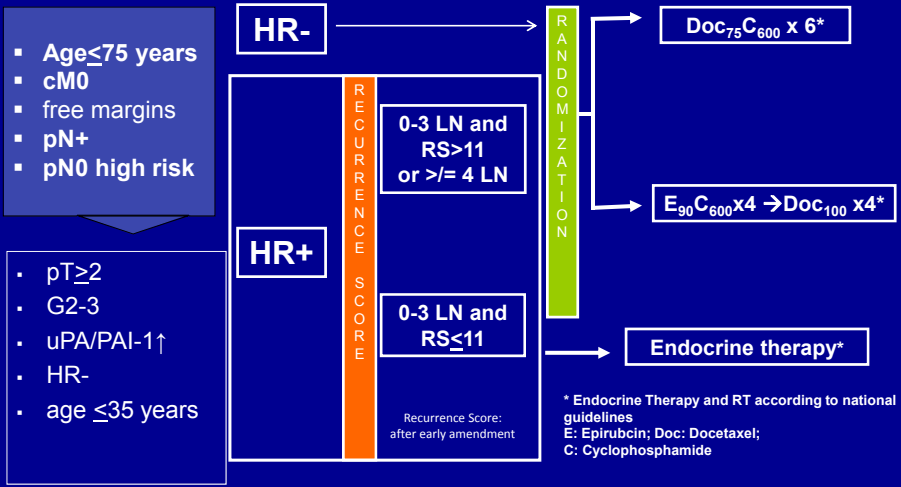 ▪ Age≤75 years
▪ cM0
▪ free margins
▪ pN+
▪ pN0 high risk
▪ pT≥2
▪ G2-3
▪ uPA/PAI-1↑
▪ HR-
▪ age ≤35 years
HR-
HR+
RECURRENCE SCORE
0-3 LN and
RS>11
or >/= 4 LN
0-3 LN and
RS≤11
Recurrence Score:
after early amendment
RANDOMIZATION
Doc₇₅C₆₀₀ x 6*
E₉₀C₆₀₀x4 →Doc₁₀₀ x4*
Endocrine therapy*
* Endocrine Therapy and RT according to national
guidelines
E: Epirubcin; Doc: Docetaxel;
C: Cyclophosphamide